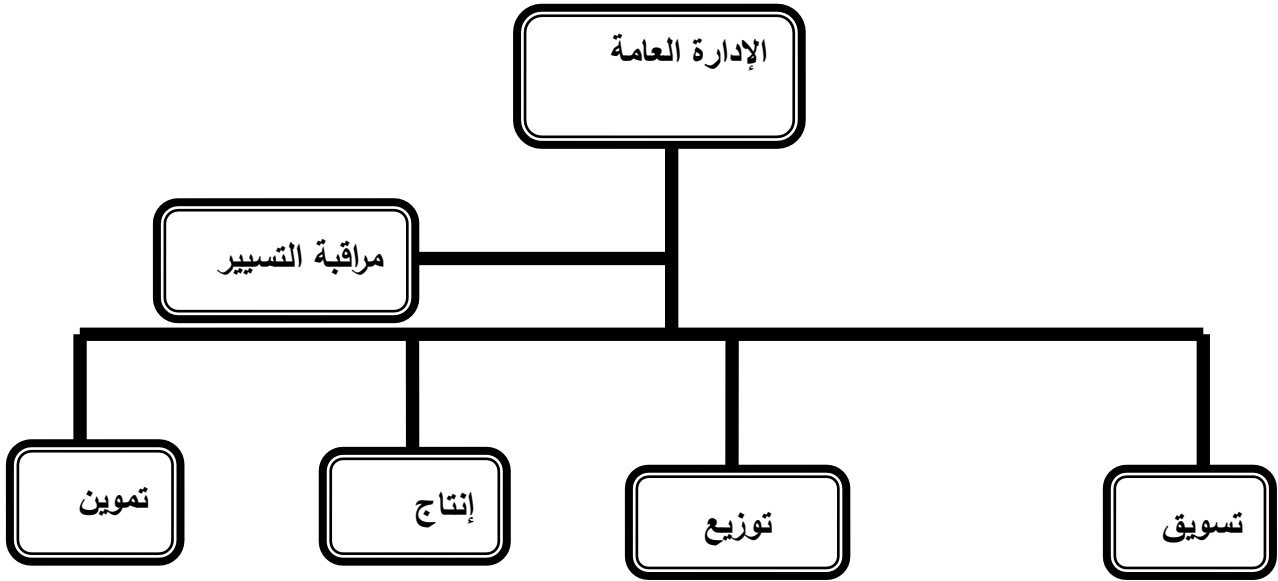 الإدارة العامة
مراقبة التسيير
تسويق
توزيع
إنتاج
تموين